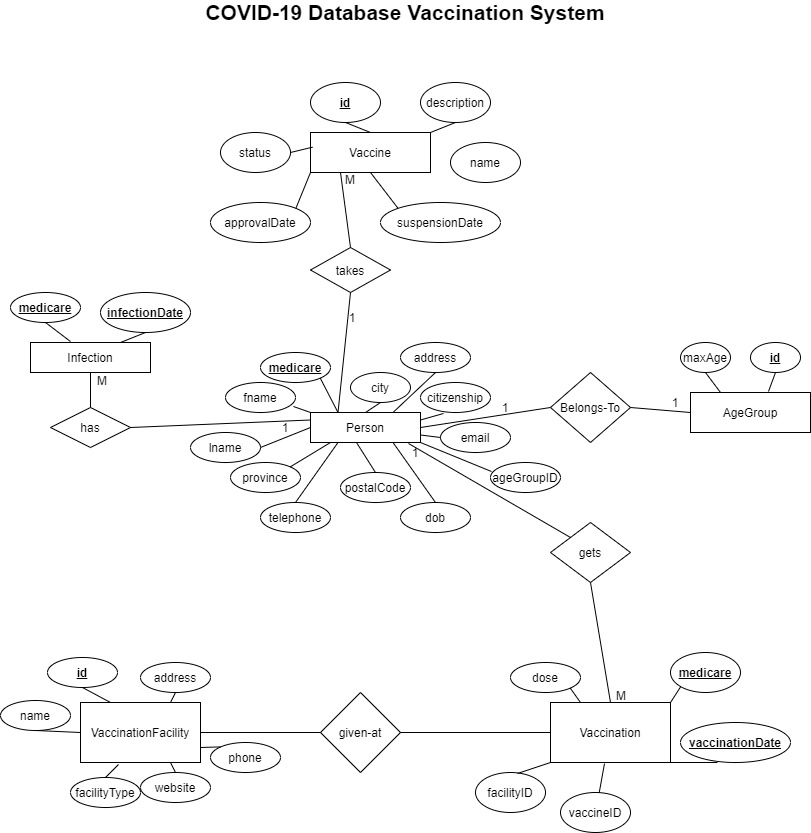 COVID-19 Database Vaccination System
id
description
status
Vaccine
name
M
approvalDate
suspensionDate
takes
medicare
infectionDate
1
Infection
address
maxAge
id
medicare
M
city
fname
citizenship
1
Belongs-To
1
AgeGroup
has
1
Person
lname
email
1
province
ageGroupID
postalCode
telephone
dob
gets
id
address
dose
medicare
M
name
VaccinationFacility
given-at
Vaccination
vaccinationDate
phone
facilityType
website
facilityID
vaccineID